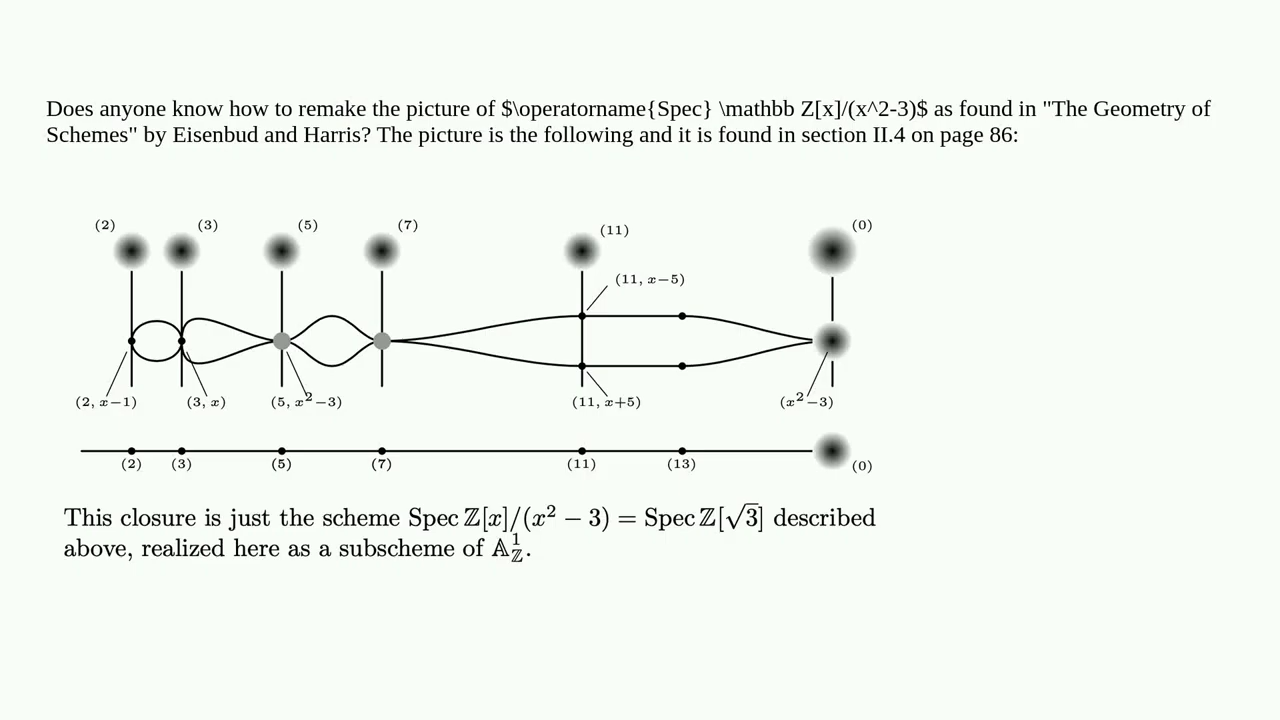 Does anyone know how to remake the picture of $\operatorname{Spec} \mathbb Z[x]/(x^2-3)$ as found in "The Geometry of
Schemes" by Eisenbud and Harris? The picture is the following and it is found in section II.4 on page 86:
(2) (3) (5) (7) (11) (0)
(11, x−5)
(2, x−1) (3, x) (5, x²−3) (11, x+5) (x²−3)
(2) (3) (5) (7) (11) (13) (0)
This closure is just the scheme Spec ℤ[x]/(x² − 3) = Spec ℤ[√3] described
above, realized here as a subscheme of 𝔸¹_ℤ.